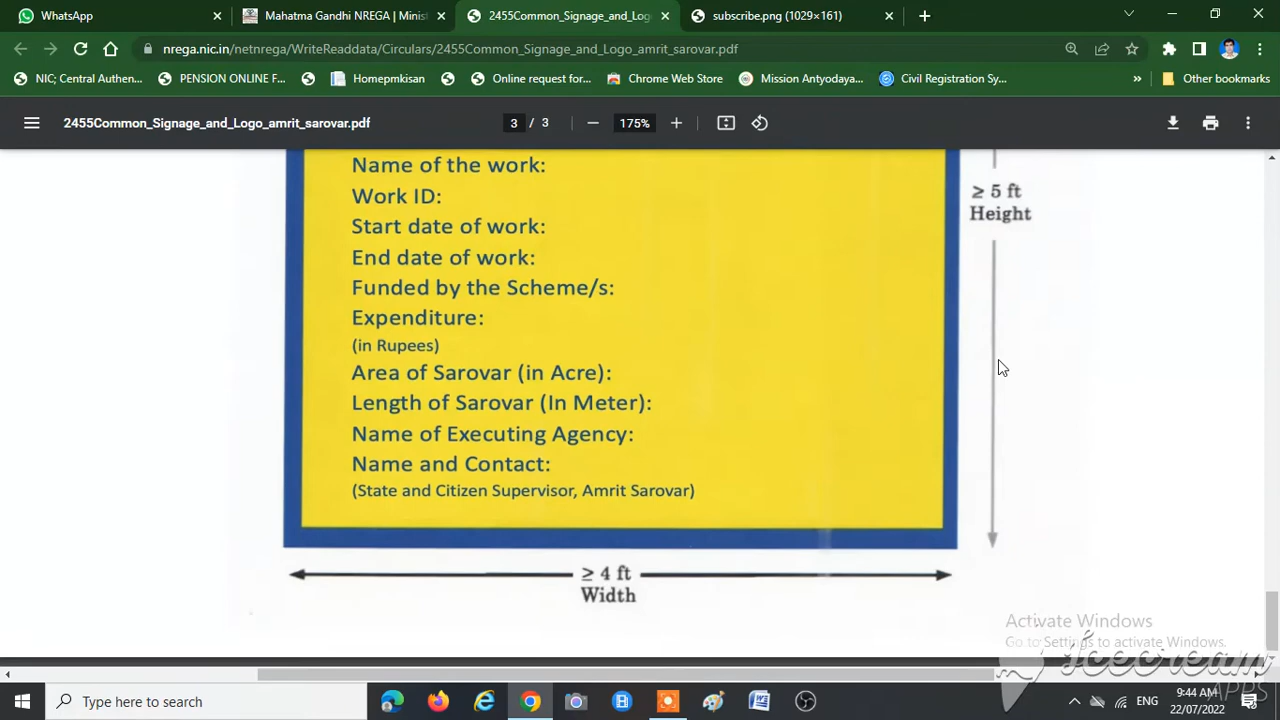 WhatsApp
Mahatma Gandhi NREGA | Minist
2455Common_Signage_and_Log
subscribe.png (1029×161)
nrega.nic.in/netnrega/WriteReaddata/Circulars/2455Common_Signage_and_Logo_amrit_sarovar.pdf
NIC; Central Authen...
PENSION ONLINE F...
Homepmkisan
Online request for...
Chrome Web Store
Mission Antyodaya...
Civil Registration Sy...
»
Other bookmarks
2455Common_Signage_and_Logo_amrit_sarovar.pdf
3 / 3
175%
Name of the work:
Work ID:
Start date of work:
End date of work:
Funded by the Scheme/s:
Expenditure:
(in Rupees)
Area of Sarovar (in Acre):
Length of Sarovar (In Meter):
Name of Executing Agency:
Name and Contact:
(State and Citizen Supervisor, Amrit Sarovar)
≥ 5 ft
Height
≥ 4 ft
Width
Activate Windows
Go to Settings to activate Windows.
Icecream
APPS
Type here to search
ENG
9:44 AM
22/07/2022